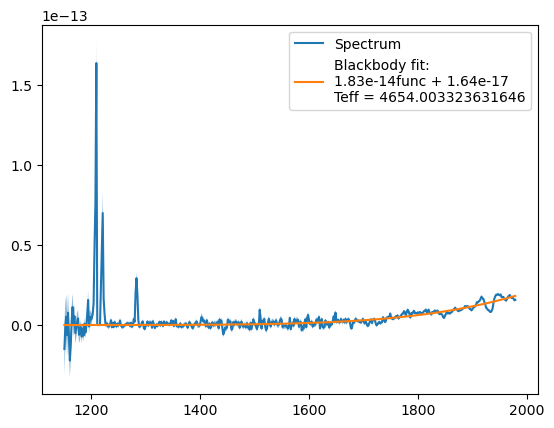 1e−13
1.5
1.0
0.5
0.0
1200
1400
1600
1800
2000
Spectrum
Blackbody fit:
1.83e-14func + 1.64e-17
Teff = 4654.003323631646